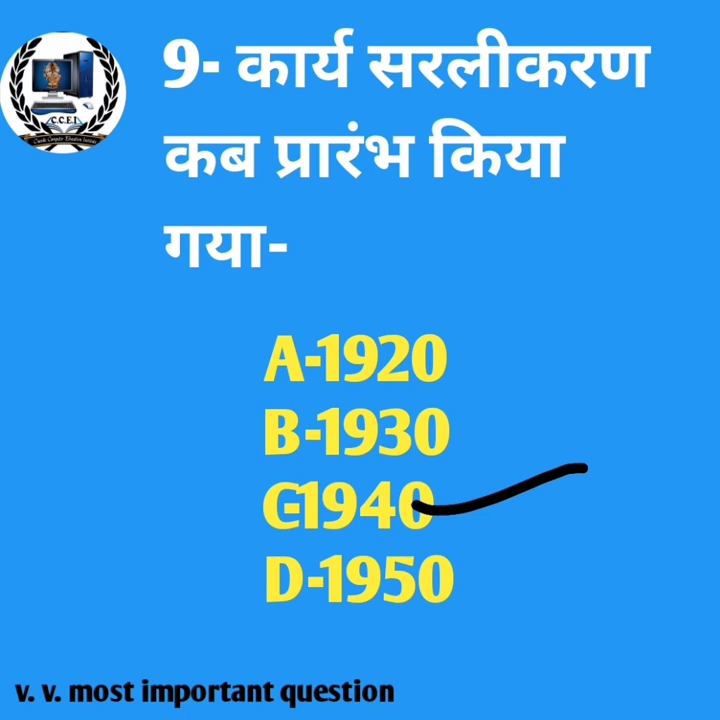 9- कार्य सरलीकरण
कब प्रारंभ किया
गया-
C.C.E.I
A-1920
B-1930
C-1940
D-1950
v. v. most important question